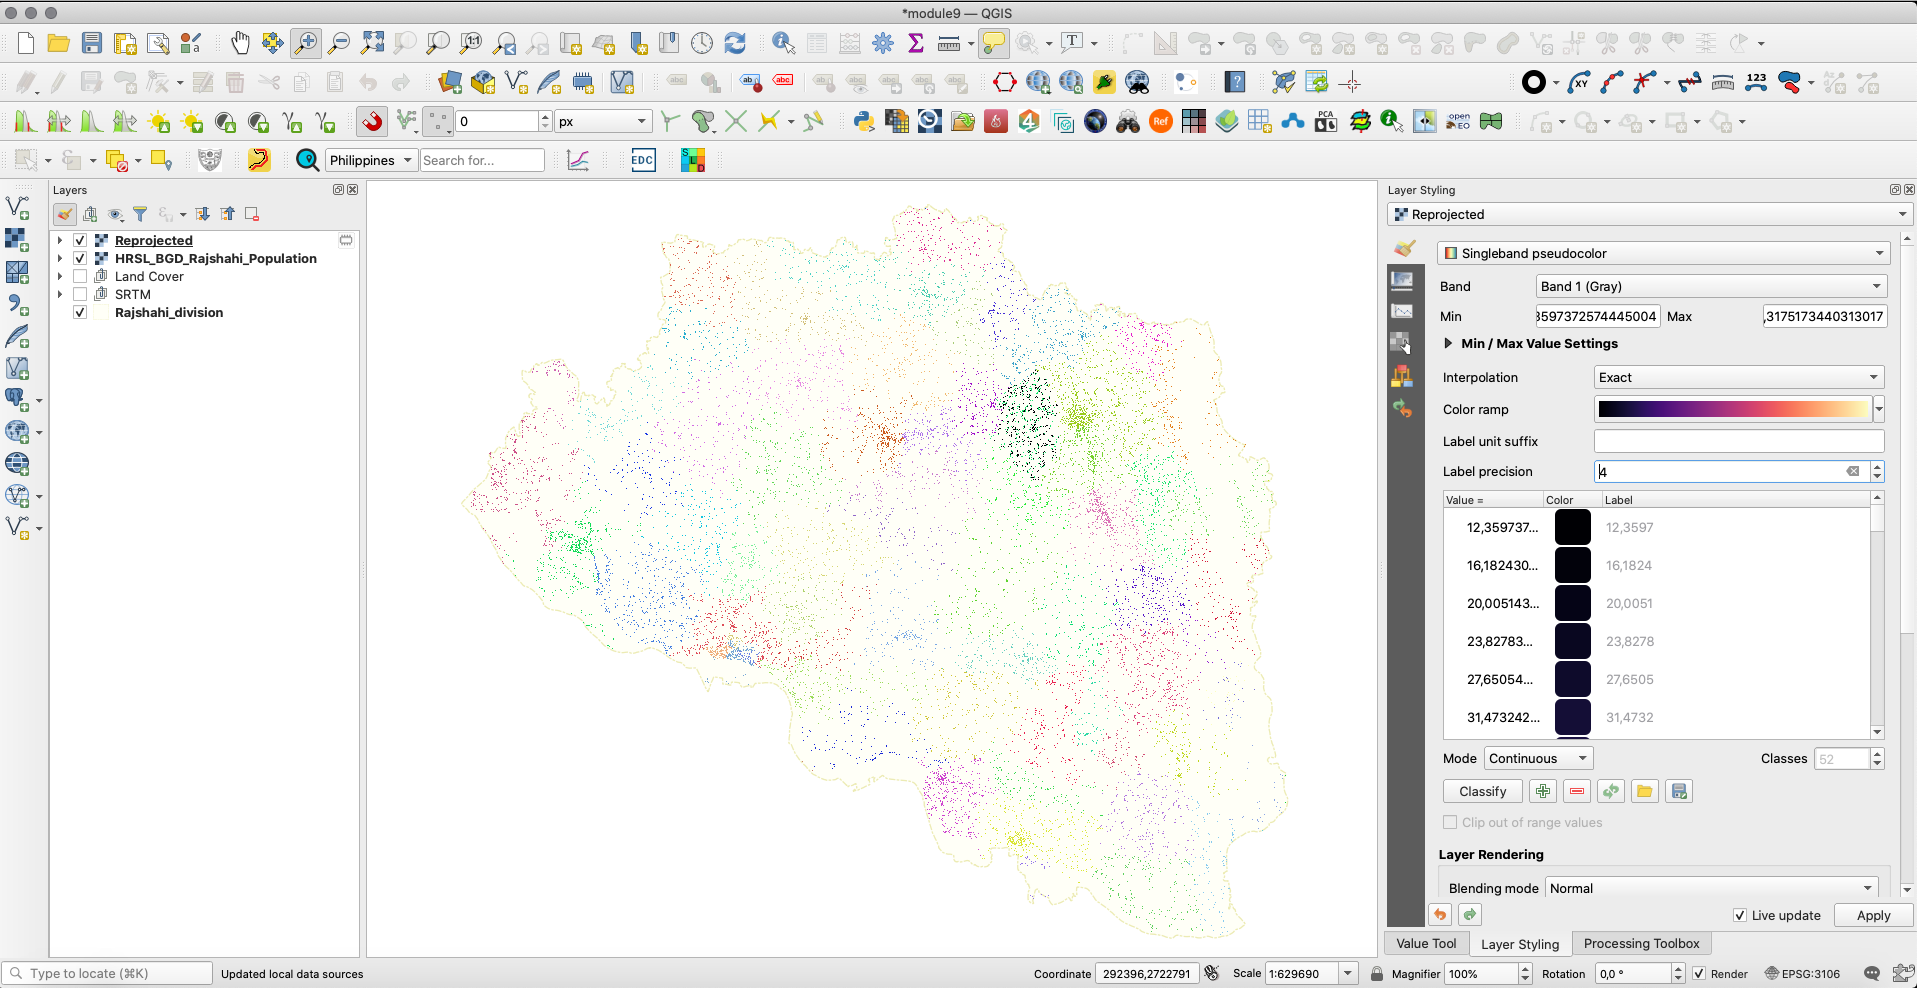 *module9 — QGIS
0
px
Philippines
Search for...
EDC
Layers
Reprojected
HRSL_BGD_Rajshahi_Population
Land Cover
SRTM
Rajshahi_division
Layer Styling
Reprojected
Singleband pseudocolor
Band
Band 1 (Gray)
Min
3597372574445004
Max
,3175173440313017
Min / Max Value Settings
Interpolation
Exact
Color ramp
Label unit suffix
Label precision
4
Value =
Color
Label
12,359737...
12,3597
16,182430...
16,1824
20,005143...
20,0051
23,82783...
23,8278
27,65054...
27,6505
31,473242...
31,4732
Mode
Continuous
Classes
52
Classify
Clip out of range values
Layer Rendering
Blending mode
Normal
Live update
Apply
Value Tool
Layer Styling
Processing Toolbox
Type to locate (⌘K)
Updated local data sources
Coordinate
292396,2722791
Scale
1:629690
Magnifier
100%
Rotation
0,0 °
Render
EPSG:3106